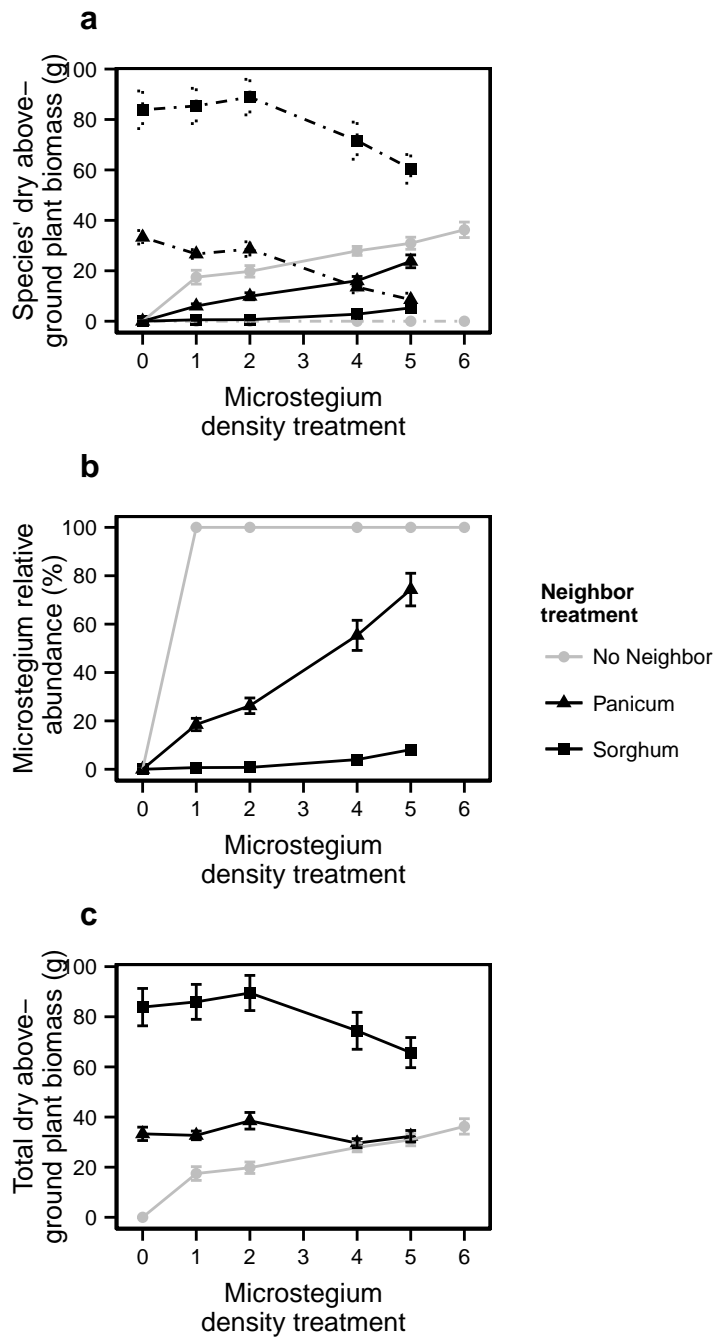 a
100
80
60
40
20
0
Species' dry above–
ground plant biomass (g)
0 1 2 3 4 5 6
Microstegium
density treatment
b
100
80
60
40
20
0
Microstegium relative
abundance (%)
0 1 2 3 4 5 6
Microstegium
density treatment
Neighbor
treatment
No Neighbor
Panicum
Sorghum
c
100
80
60
40
20
0
Total dry above–
ground plant biomass (g)
0 1 2 3 4 5 6
Microstegium
density treatment